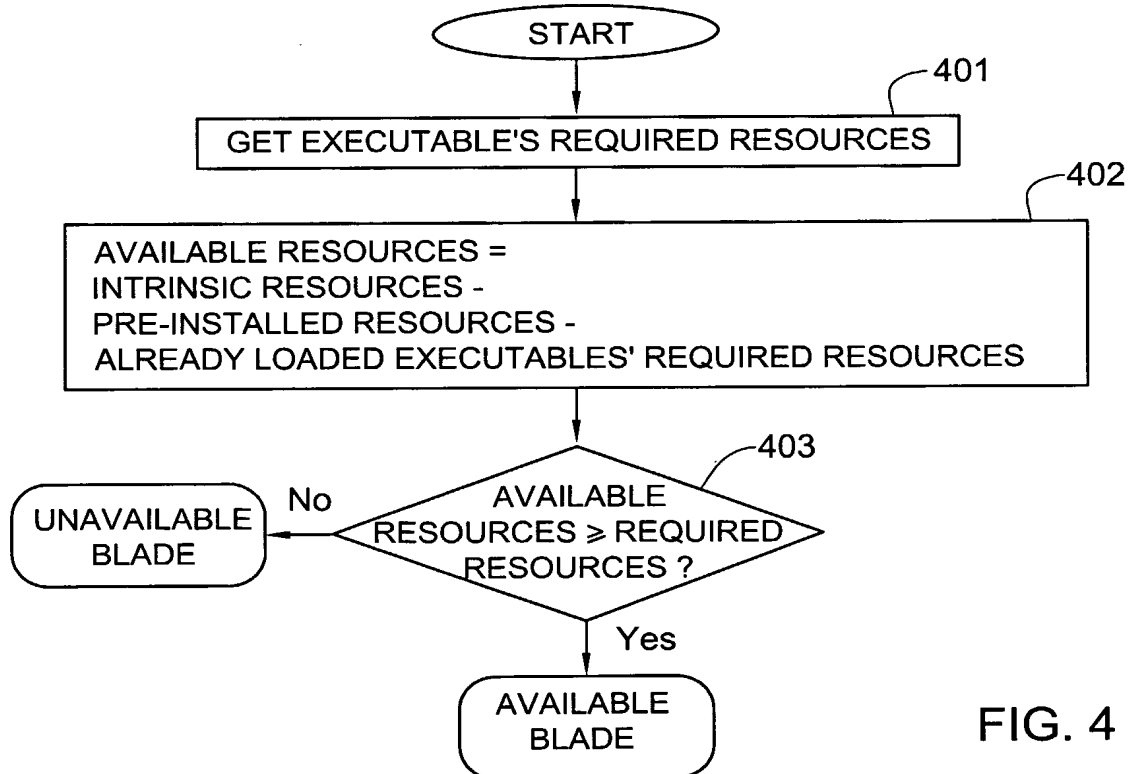 START
401
GET EXECUTABLE'S REQUIRED RESOURCES
402
AVAILABLE RESOURCES =
INTRINSIC RESOURCES -
PRE-INSTALLED RESOURCES -
ALREADY LOADED EXECUTABLES' REQUIRED RESOURCES
403
AVAILABLE
RESOURCES ⩾ REQUIRED
RESOURCES ?
No
UNAVAILABLE
BLADE
Yes
AVAILABLE
BLADE
FIG. 4